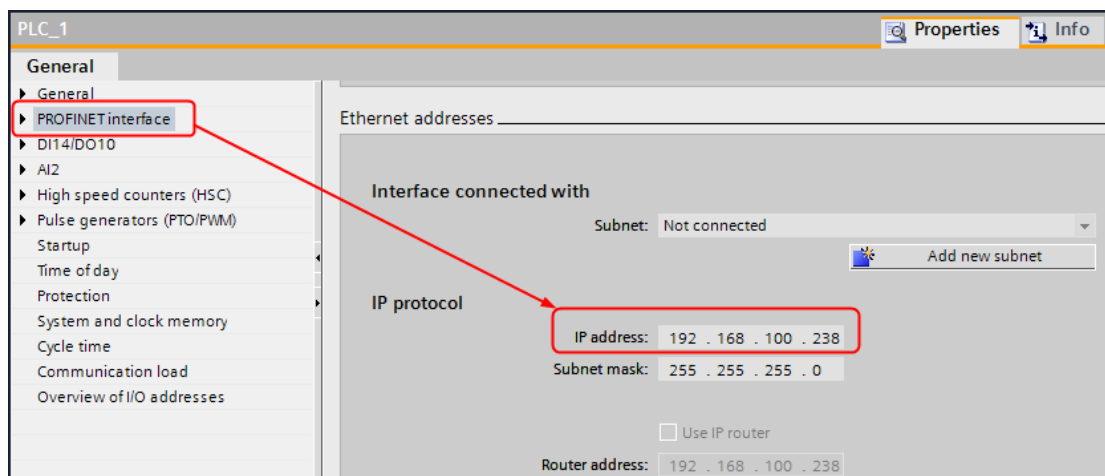 PLC_1
Properties
Info
General
General
PROFINET interface
DI14/DO10
AI2
High speed counters (HSC)
Pulse generators (PTO/PWM)
Startup
Time of day
Protection
System and clock memory
Cycle time
Communication load
Overview of I/O addresses
Ethernet addresses
Interface connected with
Subnet: Not connected
Add new subnet
IP protocol
IP address: 192 . 168 . 100 . 238
Subnet mask: 255 . 255 . 255 . 0
Use IP router
Router address: 192 . 168 . 100 . 238